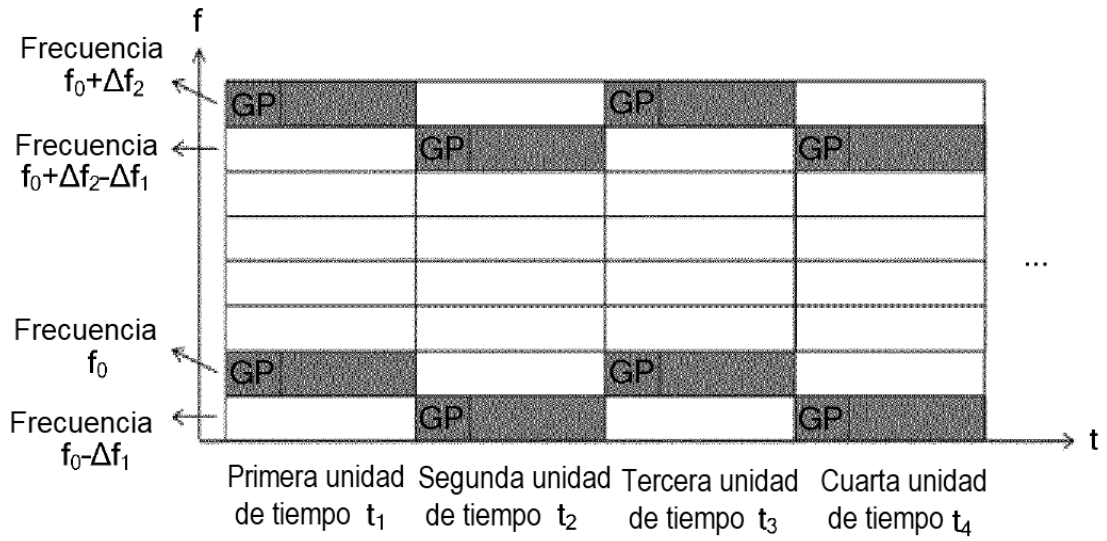 f
Frecuencia
f₀+Δf₂
GP GP
Frecuencia
f₀+Δf₂-Δf₁
GP GP
...
Frecuencia
f₀
GP GP
Frecuencia
f₀-Δf₁
GP GP
t
Primera unidad
de tiempo t₁
Segunda unidad
de tiempo t₂
Tercera unidad
de tiempo t₃
Cuarta unidad
de tiempo t₄